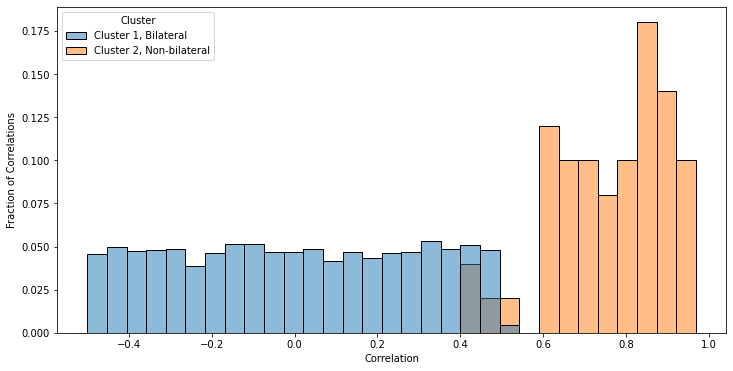 Cluster
Cluster 1, Bilateral
Cluster 2, Non-bilateral
Fraction of Correlations
0.175
0.150
0.125
0.100
0.075
0.050
0.025
0.000
−0.4 −0.2 0.0 0.2 0.4 0.6 0.8 1.0
Correlation